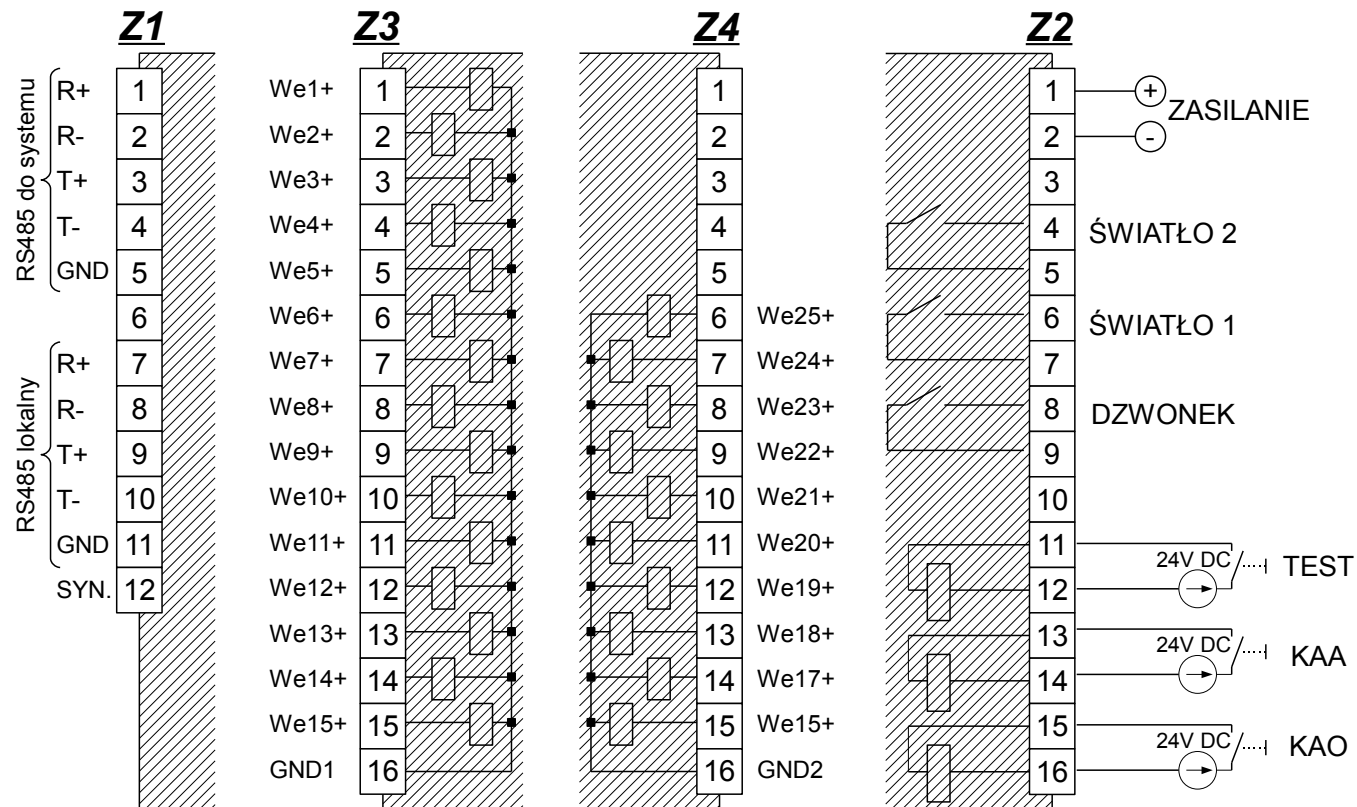 Z1
RS485 do systemu
R+ 1
R- 2
T+ 3
T- 4
GND 5
6
RS485 lokalny
R+ 7
R- 8
T+ 9
T- 10
GND 11
SYN. 12
Z3
We1+ 1
We2+ 2
We3+ 3
We4+ 4
We5+ 5
We6+ 6
We7+ 7
We8+ 8
We9+ 9
We10+ 10
We11+ 11
We12+ 12
We13+ 13
We14+ 14
We15+ 15
GND1 16
Z4
1
2
3
4
5
6 We25+
7 We24+
8 We23+
9 We22+
10 We21+
11 We20+
12 We19+
13 We18+
14 We17+
15 We15+
16 GND2
Z2
1 +
ZASILANIE
2 -
3
4 ŚWIATŁO 2
5
6 ŚWIATŁO 1
7
8 DZWONEK
9
10
11
24V DC TEST
12
13
24V DC KAA
14
15
24V DC KAO
16